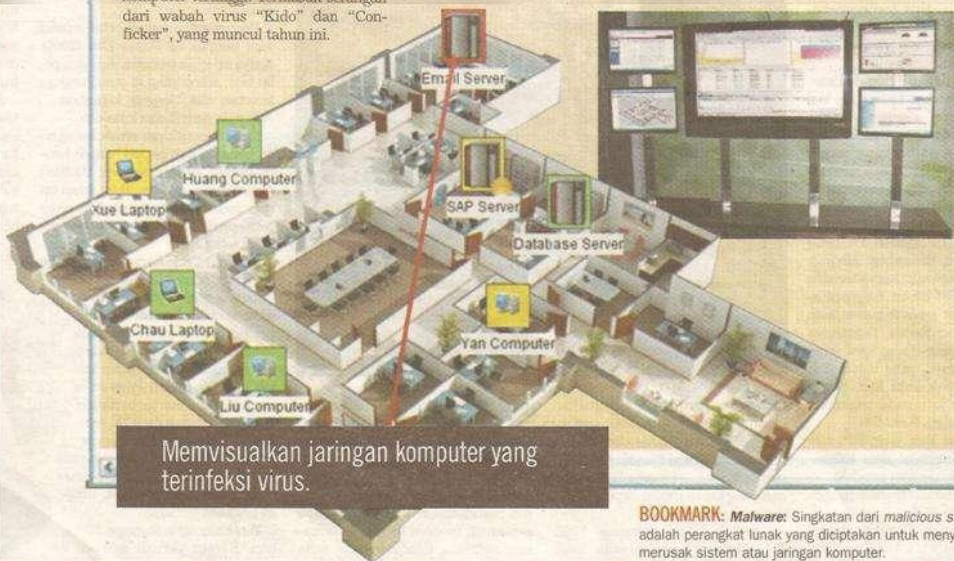 dari wabah virus “Kido” dan “Con-
ficker”, yang muncul tahun ini.
Email Server
Huang Computer
Xue Laptop
SAP Server
Database Server
Chau Laptop
Yan Computer
Liu Computer
Memvisualkan jaringan komputer yang
terinfeksi virus.
BOOKMARK: Malware: Singkatan dari malicious s
adalah perangkat lunak yang diciptakan untuk meny
merusak sistem atau jaringan komputer.